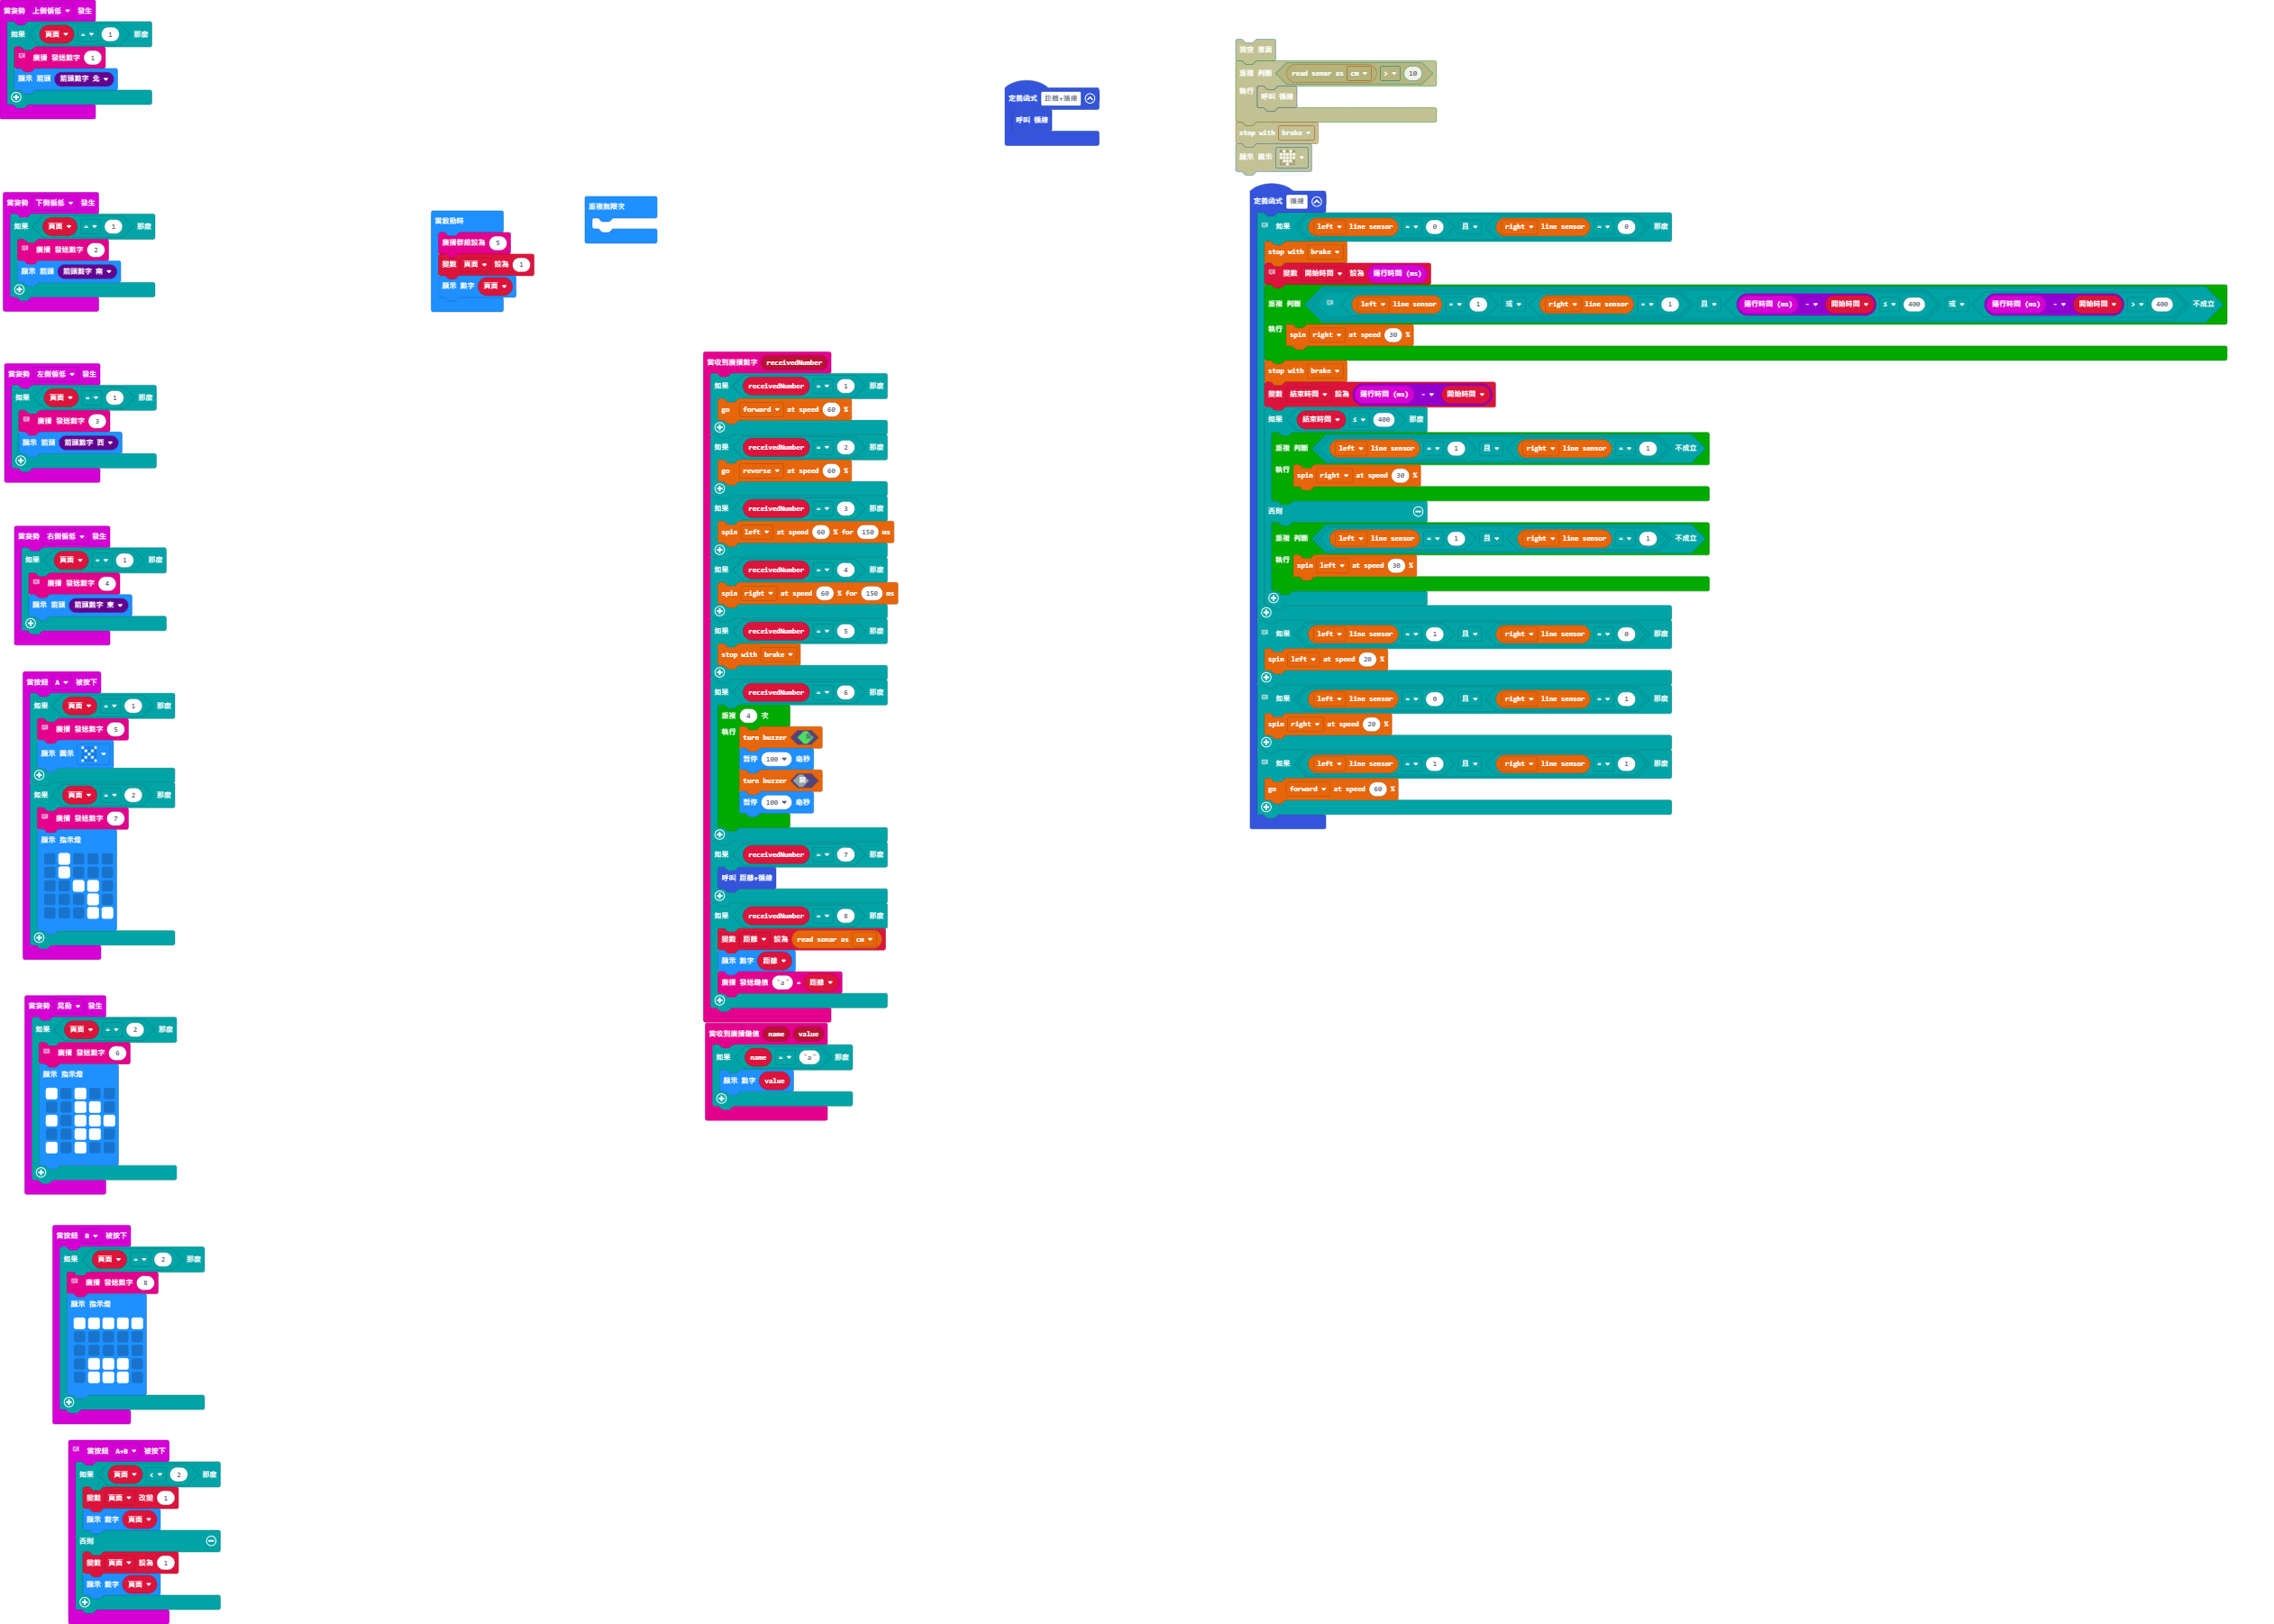 當姿勢 上側偏低 發生
如果 頁面 = 1 那麼
廣播 發送數字 1
顯示 箭頭 箭頭數字 北
當姿勢 下側偏低 發生
如果 頁面 = 1 那麼
廣播 發送數字 2
顯示 箭頭 箭頭數字 南
當姿勢 左側偏低 發生
如果 頁面 = 1 那麼
廣播 發送數字 3
顯示 箭頭 箭頭數字 西
當姿勢 右側偏低 發生
如果 頁面 = 1 那麼
廣播 發送數字 4
顯示 箭頭 箭頭數字 東
當按鈕 A 被按下
如果 頁面 = 1 那麼
廣播 發送數字 5
顯示 圖示
如果 頁面 = 2 那麼
廣播 發送數字 7
顯示 指示燈
當姿勢 晃動 發生
如果 頁面 = 2 那麼
廣播 發送數字 6
顯示 指示燈
當按鈕 B 被按下
如果 頁面 = 2 那麼
廣播 發送數字 8
顯示 指示燈
當按鈕 A+B 被按下
如果 頁面 < 2 那麼
變數 頁面 改變 1
顯示 數字 頁面
否則
變數 頁面 設為 1
顯示 數字 頁面
當啟動時
廣播群組設為 5
變數 頁面 設為 1
顯示 數字 頁面
重複無限次
當收到廣播數字 receivedNumber
如果 receivedNumber = 1 那麼
go forward at speed 60 %
如果 receivedNumber = 2 那麼
go reverse at speed 60 %
如果 receivedNumber = 3 那麼
spin left at speed 60 % for 150 ms
如果 receivedNumber = 4 那麼
spin right at speed 60 % for 150 ms
如果 receivedNumber = 5 那麼
stop with brake
如果 receivedNumber = 6 那麼
重複 4 次
執行 turn buzzer
暫停 100 毫秒
turn buzzer 關
暫停 100 毫秒
如果 receivedNumber = 7 那麼
呼叫 距離+循線
如果 receivedNumber = 8 那麼
變數 距離 設為 read sonar as cm
顯示 數字 距離
廣播 發送鍵值 "a" = 距離
當收到廣播鍵值 name value
如果 name = "a" 那麼
顯示 數字 value
定義函式 距離+循線
呼叫 循線
清空 畫面
重複 判斷 read sonar as cm > 10
執行 呼叫 循線
stop with brake
顯示 圖示
定義函式 循線
如果 left line sensor = 0 且 right line sensor = 0 那麼
stop with brake
變數 開始時間 設為 運行時間 (ms)
重複 判斷 left line sensor = 1 或 right line sensor = 1 且 運行時間 (ms) - 開始時間 ≤ 400 或 運行時間 (ms) - 開始時間 > 400 不成立
執行 spin right at speed 30 %
stop with brake
變數 結束時間 設為 運行時間 (ms) - 開始時間
如果 結束時間 ≤ 400 那麼
重複 判斷 left line sensor = 1 且 right line sensor = 1 不成立
執行 spin right at speed 30 %
否則
重複 判斷 left line sensor = 1 且 right line sensor = 1 不成立
執行 spin left at speed 30 %
如果 left line sensor = 1 且 right line sensor = 0 那麼
spin left at speed 20 %
如果 left line sensor = 0 且 right line sensor = 1 那麼
spin right at speed 20 %
如果 left line sensor = 1 且 right line sensor = 1 那麼
go forward at speed 60 %